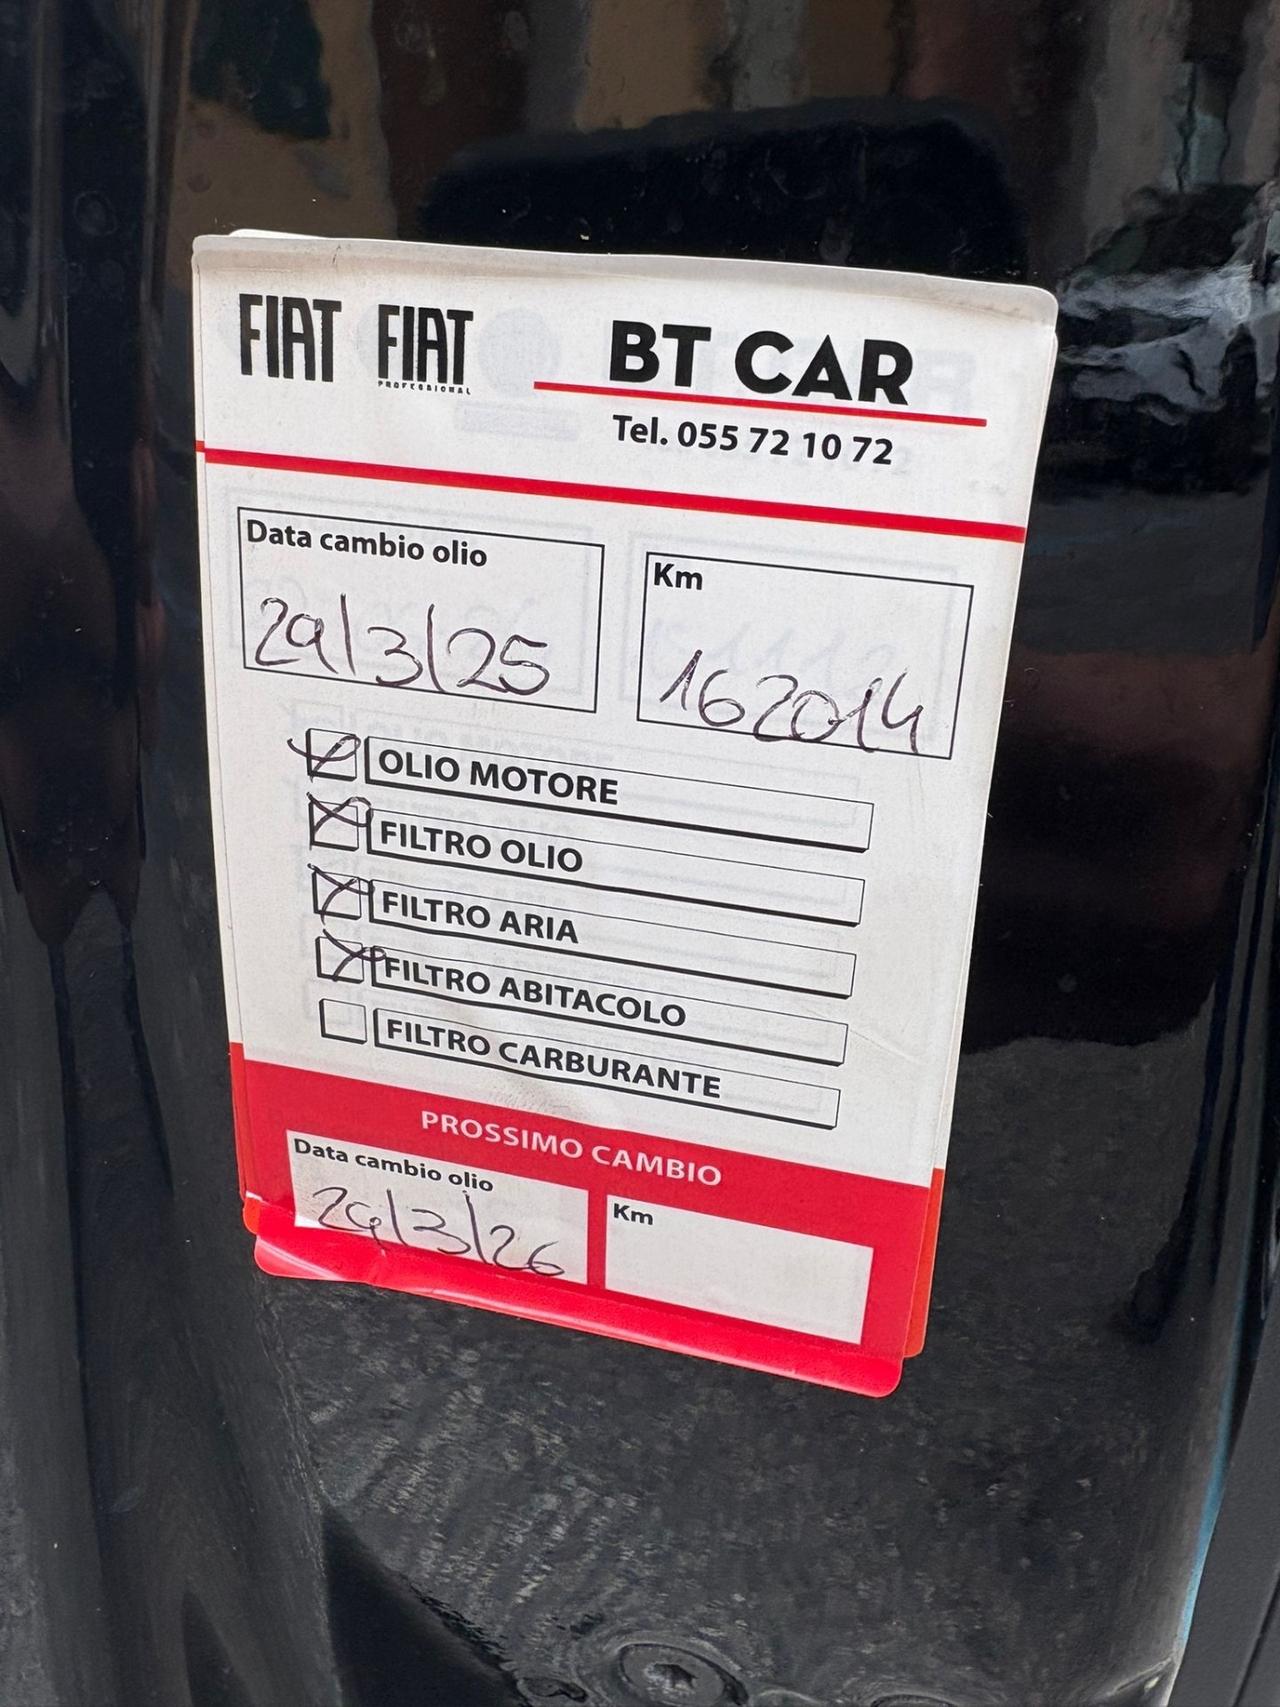 FIAT FIAT BT CAR
PROFESSIONAL
Tel. 055 72 10 72
Data cambio olio
29/3/25
Km
162014
OLIO MOTORE
FILTRO OLIO
FILTRO ARIA
FILTRO ABITACOLO
FILTRO CARBURANTE
PROSSIMO CAMBIO
Data cambio olio
29/3/26
Km